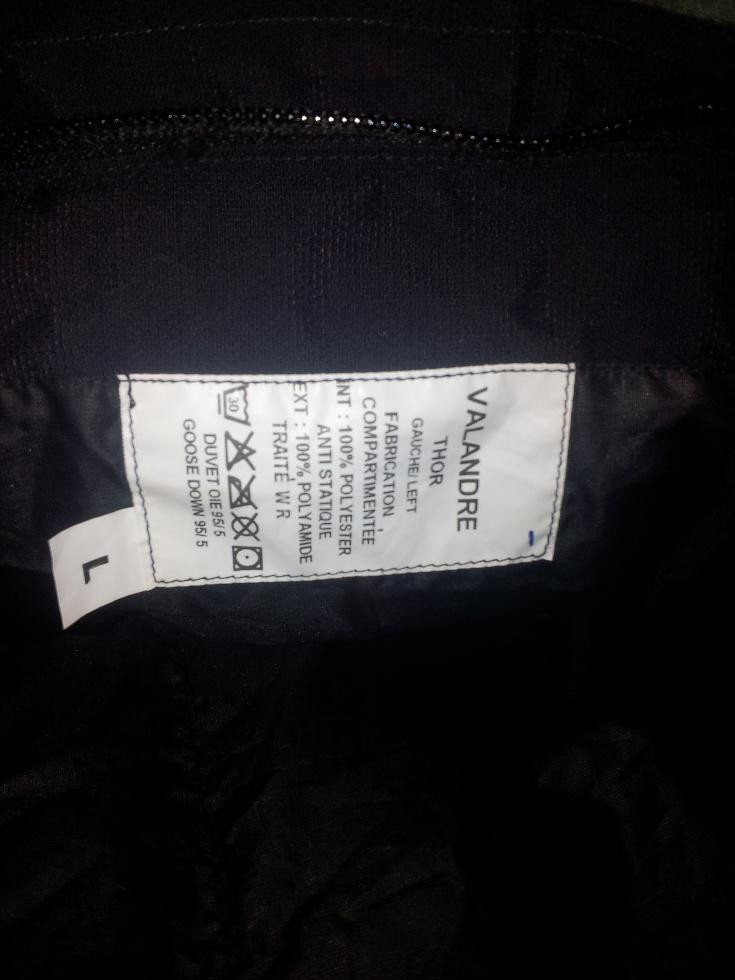 VALANDRE
THOR
GAUCHE/ LEFT
FABRICATION
COMPARTIMENTÉE
INT : 100% POLYESTER
ANTI STATIQUE
EXT : 100% POLYAMIDE
TRAITÉ W R
30
DUVET OIE 95/ 5
GOOSE DOWN 95/ 5
L